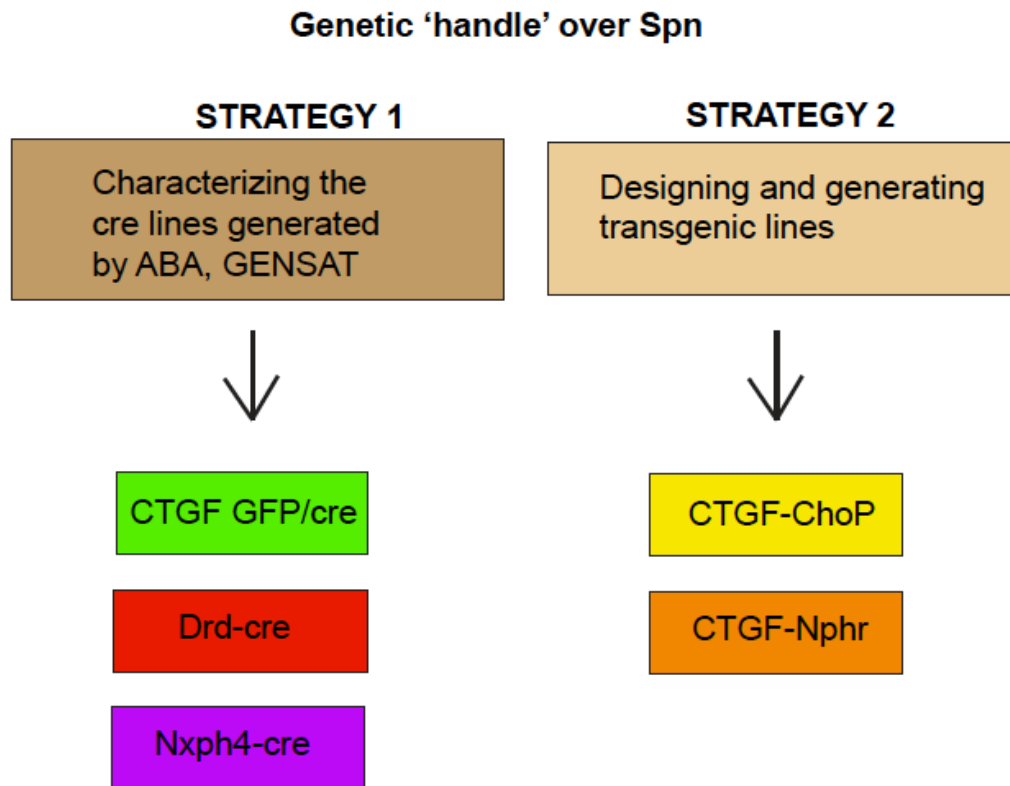 Genetic ‘handle’ over Spn
STRATEGY 1
Characterizing the
cre lines generated
by ABA, GENSAT
CTGF GFP/cre
Drd-cre
Nxph4-cre
STRATEGY 2
Designing and generating
transgenic lines
CTGF-ChoP
CTGF-Nphr